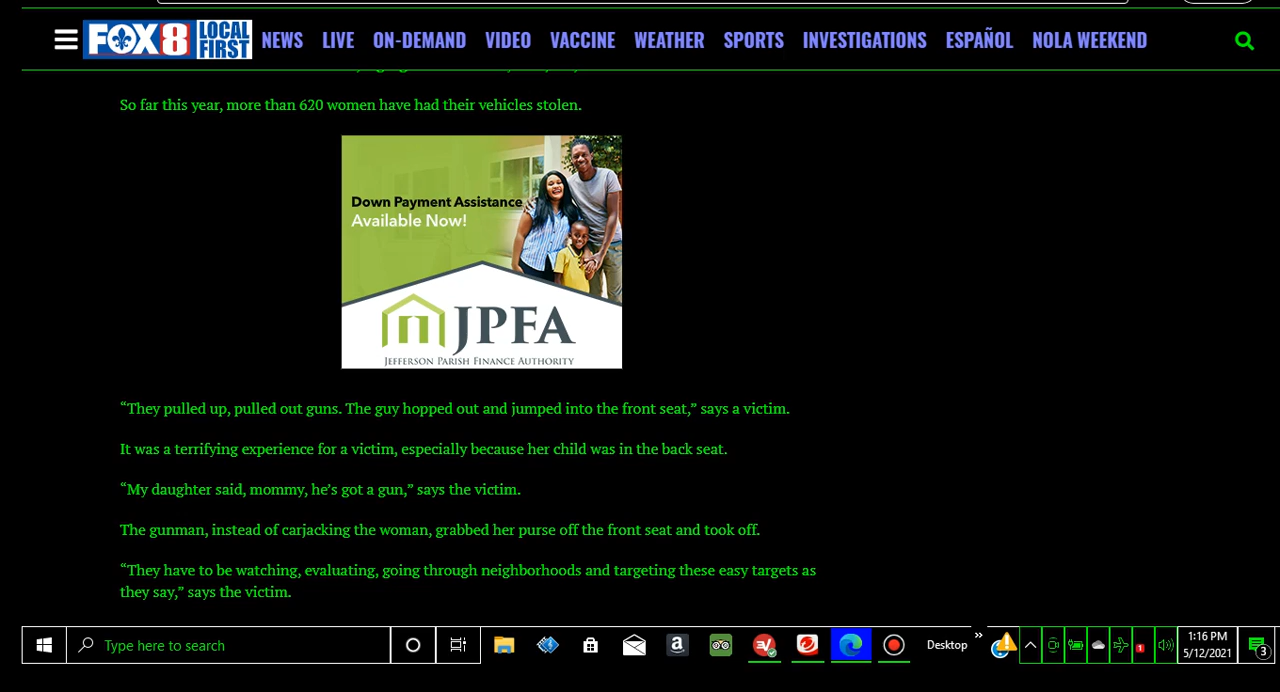 FOX 8 LOCAL FIRST NEWS LIVE ON-DEMAND VIDEO VACCINE WEATHER SPORTS INVESTIGATIONS ESPAÑOL NOLA WEEKEND
So far this year, more than 620 women have had their vehicles stolen.
Down Payment Assistance
Available Now!
JPFA
JEFFERSON PARISH FINANCE AUTHORITY
“They pulled up, pulled out guns. The guy hopped out and jumped into the front seat,” says a victim.
It was a terrifying experience for a victim, especially because her child was in the back seat.
“My daughter said, mommy, he’s got a gun,” says the victim.
The gunman, instead of carjacking the woman, grabbed her purse off the front seat and took off.
“They have to be watching, evaluating, going through neighborhoods and targeting these easy targets as
they say,” says the victim.
Type here to search
Desktop
1:16 PM
5/12/2021
3